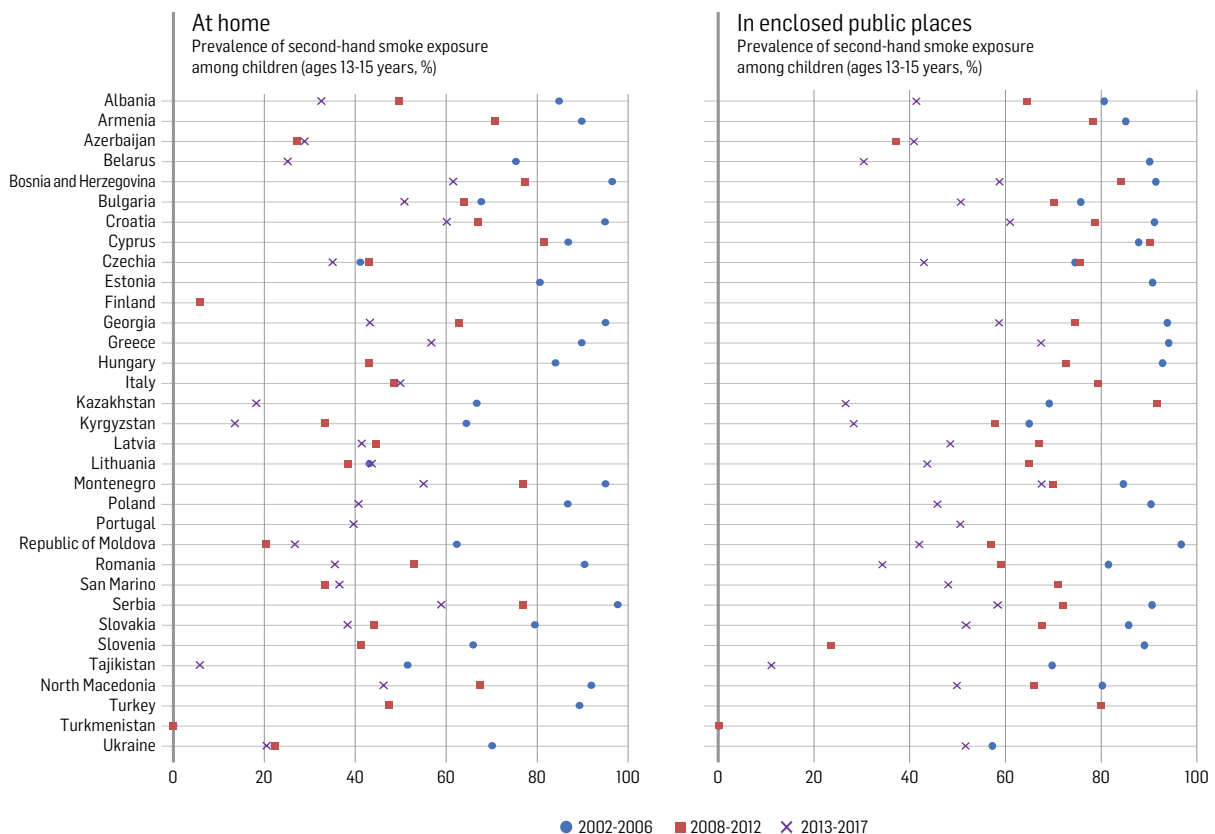 At home
Prevalence of second-hand smoke exposure
among children (ages 13-15 years, %)
In enclosed public places
Prevalence of second-hand smoke exposure
among children (ages 13-15 years, %)
Albania
Armenia
Azerbaijan
Belarus
Bosnia and Herzegovina
Bulgaria
Croatia
Cyprus
Czechia
Estonia
Finland
Georgia
Greece
Hungary
Italy
Kazakhstan
Kyrgyzstan
Latvia
Lithuania
Montenegro
Poland
Portugal
Republic of Moldova
Romania
San Marino
Serbia
Slovakia
Slovenia
Tajikistan
North Macedonia
Turkey
Turkmenistan
Ukraine
0 20 40 60 80 100
0 20 40 60 80 100
2002-2006 2008-2012 2013-2017